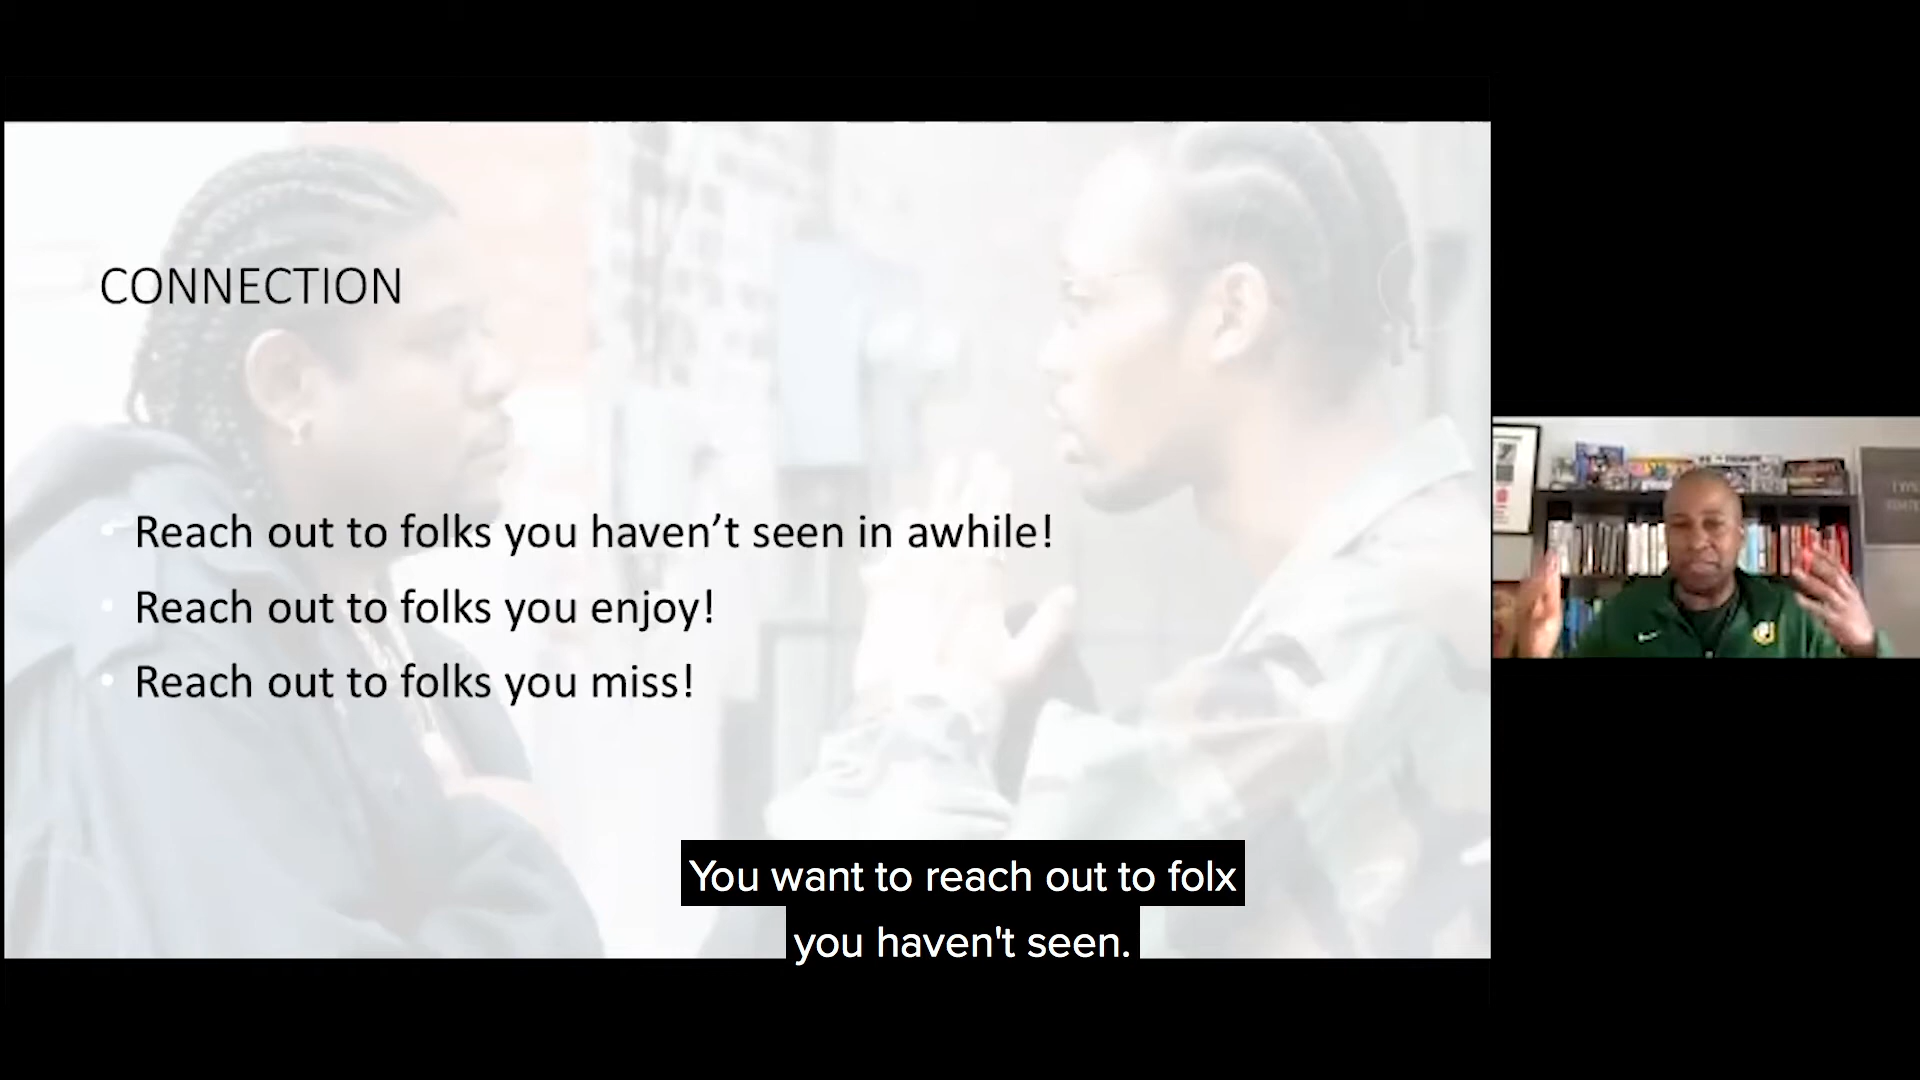 CONNECTION
Reach out to folks you haven’t seen in awhile!
Reach out to folks you enjoy!
Reach out to folks you miss!
You want to reach out to folx
you haven't seen.